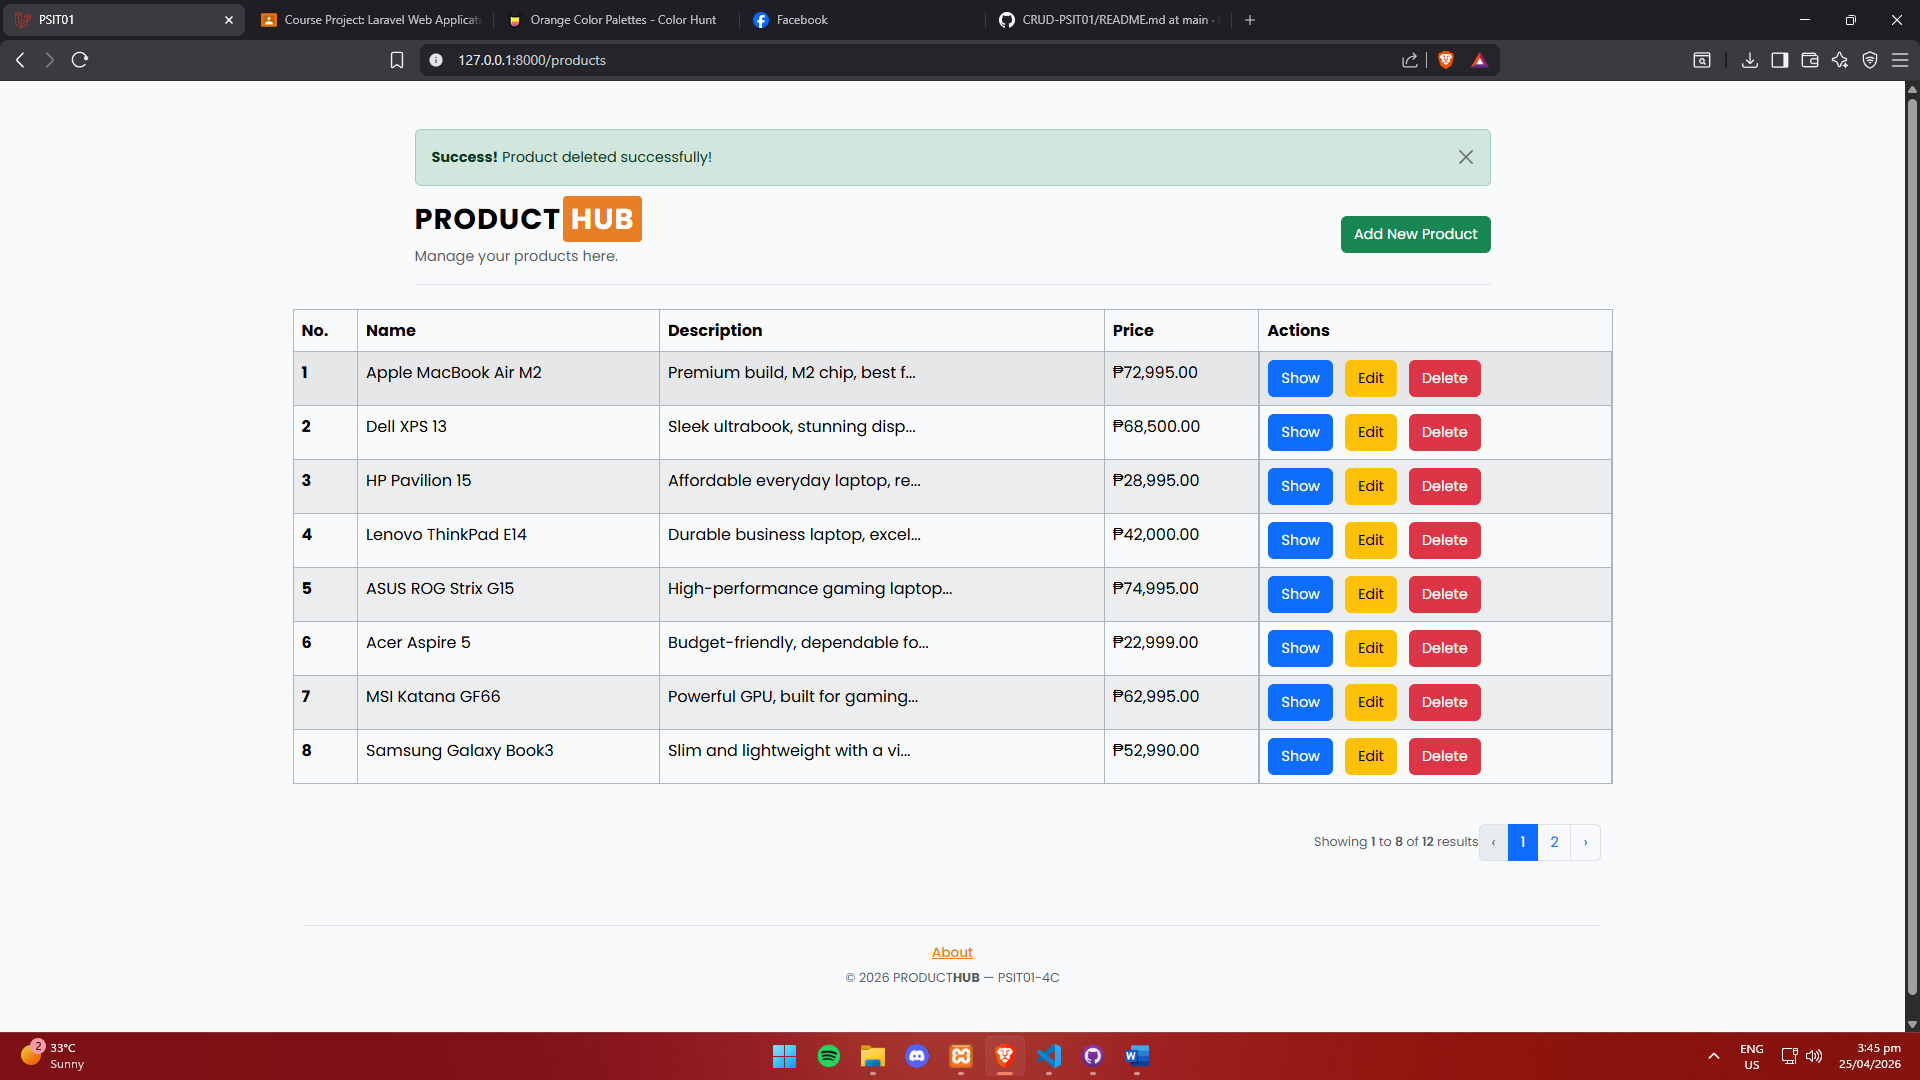 PSIT01
Course Project: Laravel Web Applicati
Orange Color Palettes - Color Hunt
Facebook
CRUD-PSIT01/README.md at main ·
127.0.0.1:8000/products
Success! Product deleted successfully!
PRODUCT HUB
Manage your products here.
Add New Product
No. Name Description Price Actions
1 Apple MacBook Air M2 Premium build, M2 chip, best f... ₱72,995.00 Show Edit Delete
2 Dell XPS 13 Sleek ultrabook, stunning disp... ₱68,500.00 Show Edit Delete
3 HP Pavilion 15 Affordable everyday laptop, re... ₱28,995.00 Show Edit Delete
4 Lenovo ThinkPad E14 Durable business laptop, excel... ₱42,000.00 Show Edit Delete
5 ASUS ROG Strix G15 High-performance gaming laptop... ₱74,995.00 Show Edit Delete
6 Acer Aspire 5 Budget-friendly, dependable fo... ₱22,999.00 Show Edit Delete
7 MSI Katana GF66 Powerful GPU, built for gaming... ₱62,995.00 Show Edit Delete
8 Samsung Galaxy Book3 Slim and lightweight with a vi... ₱52,990.00 Show Edit Delete
Showing 1 to 8 of 12 results ‹ 1 2 ›
About
© 2026 PRODUCTHUB — PSIT01-4C
2
33°C
Sunny
ENG
US
3:45 pm
25/04/2026